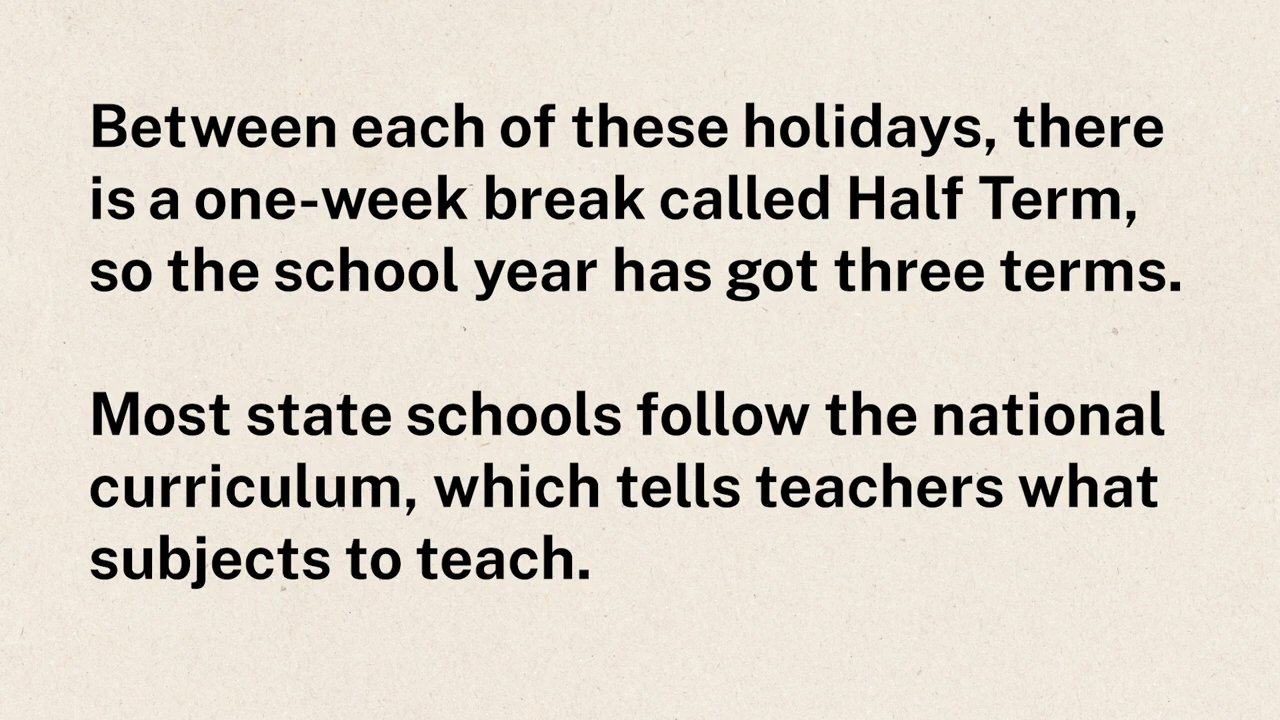 Between each of these holidays, there
is a one-week break called Half Term,
so the school year has got three terms.
Most state schools follow the national
curriculum, which tells teachers what
subjects to teach.